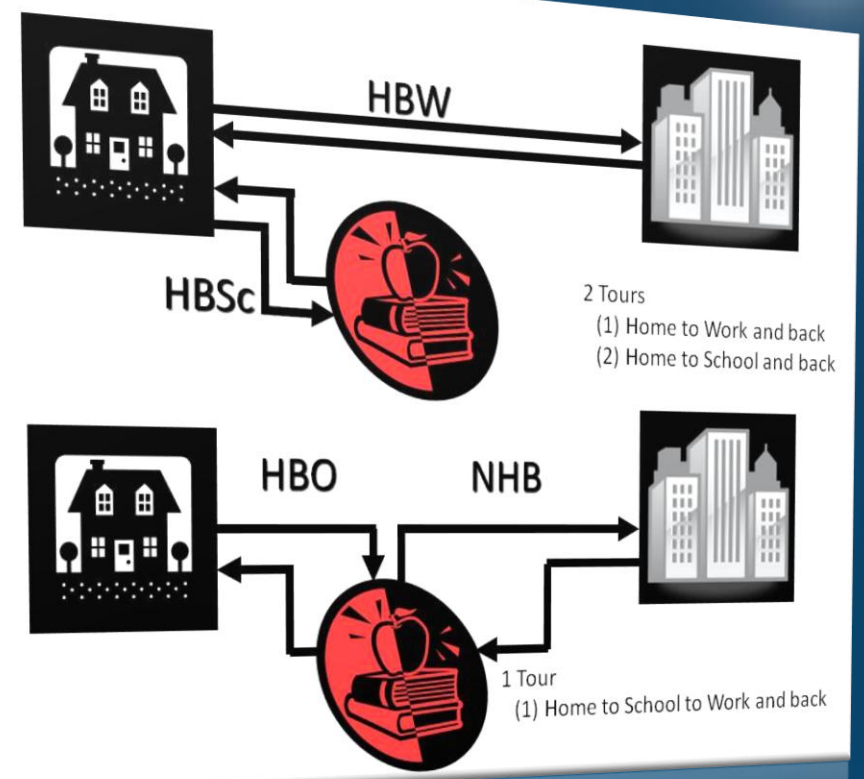 HBW
HBSc
2 Tours
(1) Home to Work and back
(2) Home to School and back
HBO
NHB
1 Tour
(1) Home to School to Work and back